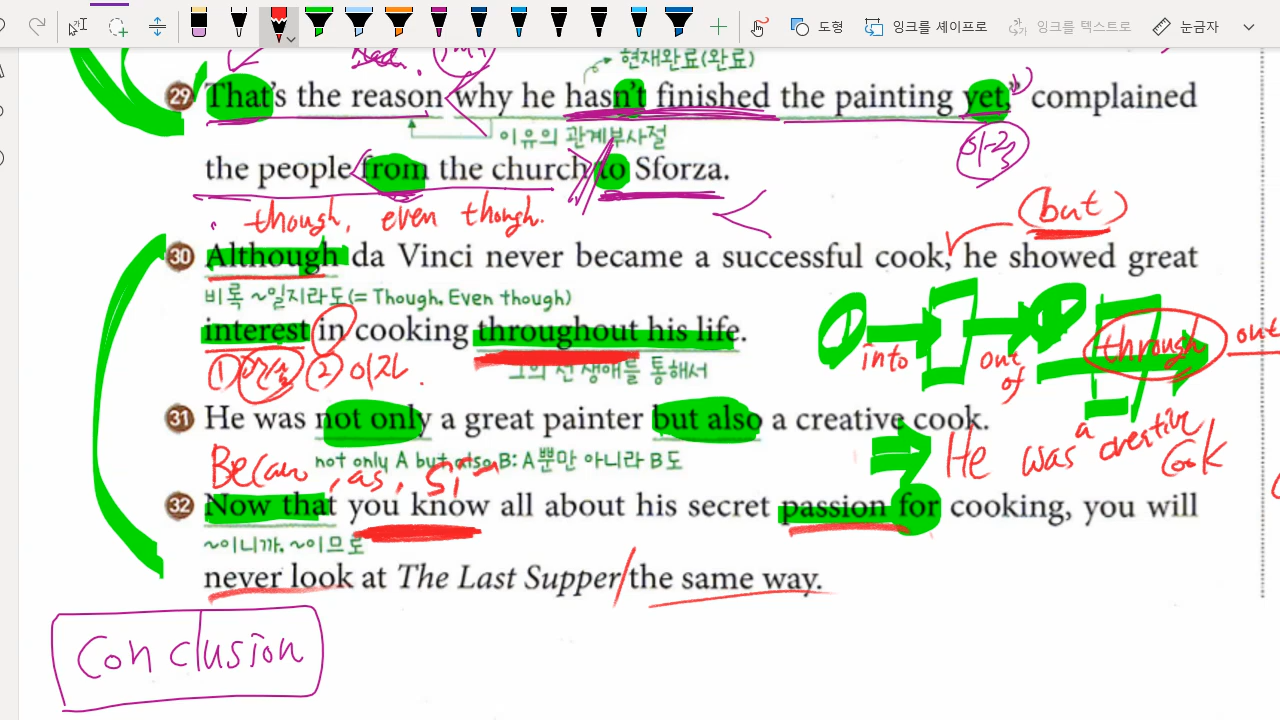 도형
잉크를 셰이프로
잉크를 텍스트로
눈금자
현재완료(완료)
29 That's the reason why he hasn't finished the painting yet," complained
이유의 관계부사절
the people from the church to Sforza.
though, even though.
(but)
30 Although da Vinci never became a successful cook, he showed great
비록 ~일지라도(= Though, Even though)
interest in cooking throughout his life.
into
out of
through out
① 관심 ② 이자.
그의 전 생애를 통해서
31 He was not only a great painter but also a creative cook.
not only A but also B: A뿐만 아니라 B도
He was a creative cook
, as,
32 Now that you know all about his secret passion for cooking, you will
~이니까, ~이므로
never look at The Last Supper/the same way.
Conclusion